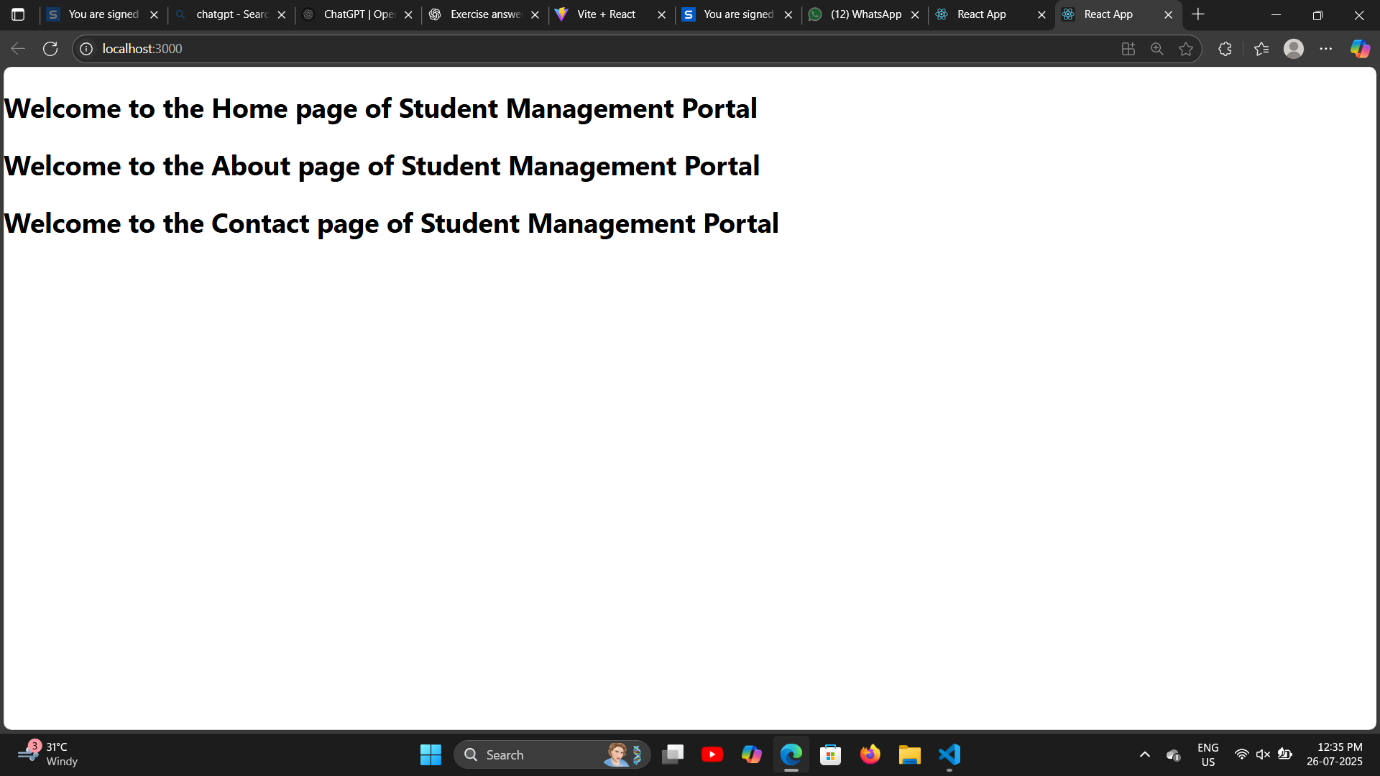 You are signed
chatgpt - Searc
ChatGPT | Ope
Exercise answe
Vite + React
You are signed
(12) WhatsApp
React App
React App
localhost:3000
Welcome to the Home page of Student Management Portal
Welcome to the About page of Student Management Portal
Welcome to the Contact page of Student Management Portal
3
31°C
Windy
Search
ENG
US
12:35 PM
26-07-2025